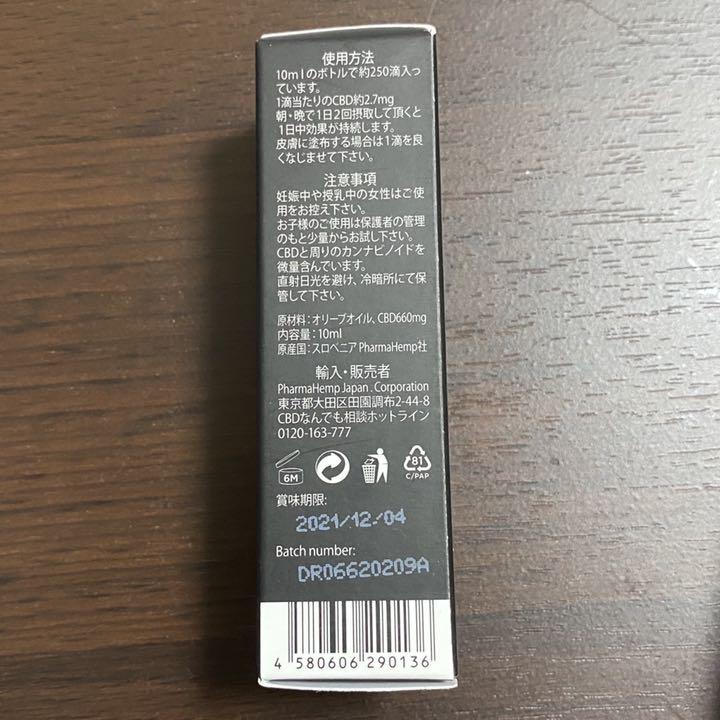 使用方法
10mlのボトルで約250滴入っ
ています。
1滴当たりのCBD約2.7mg
朝・晩で1日2回摂取して頂くと
1日中効果が持続します。
皮膚に塗布する場合は1滴を良
くなじませて下さい。
注意事項
妊娠中や授乳中の女性はご使
用をお控え下さい。
お子様のご使用は保護者の管理
のもと少量からお試し下さい。
CBDと周りのカンナビノイドを
微量含んでいます。
直射日光を避け、冷暗所にて保
管して下さい。
原材料：オリーブオイル、CBD660mg
内容量：10ml
原産国：スロベニア PharmaHemp社
輸入・販売者
PharmaHemp Japan . Corporation
東京都大田区田園調布2-44-8
CBDなんでも相談ホットライン
0120-163-777
6M
81
C/PAP
賞味期限:
2021/12/04
Batch number:
DR06620209A
4 580606 290136